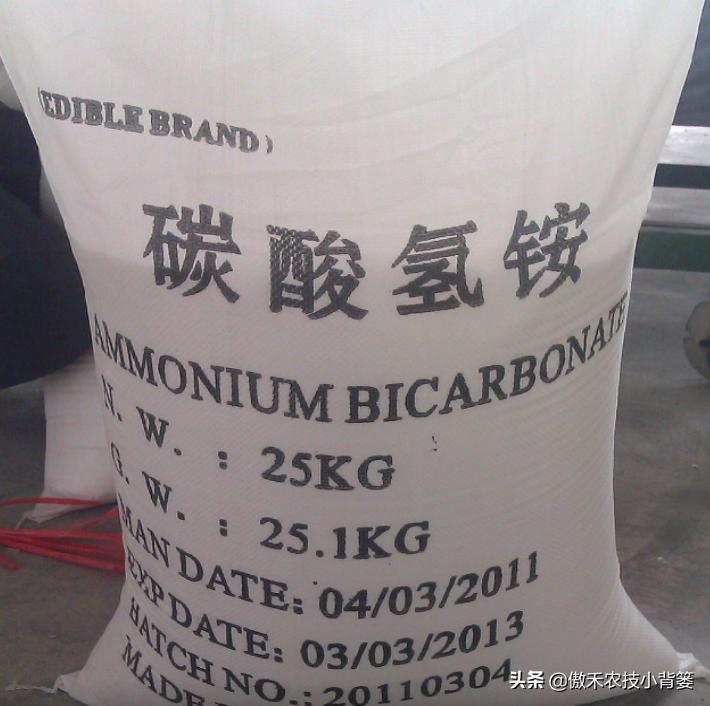 (EDIBLE BRAND)
碳酸氢铵
AMMONIUM BICARBONATE
N. W. : 25KG
G. W. : 25.1KG
MAN DATE: 04/03/2011
EXP DATE: 03/03/2013
BATCH NO.: 20110304
MADE
头条 @傲禾农技小背篓